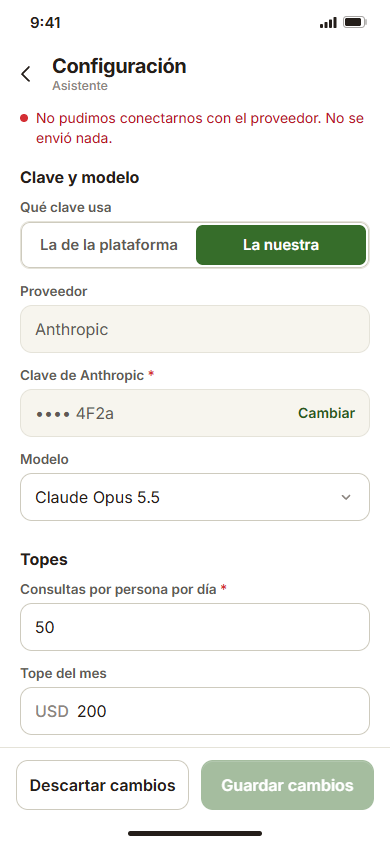 9:41
Configuración
Asistente
No pudimos conectarnos con el proveedor. No se
envió nada.
Clave y modelo
Qué clave usa
La de la plataforma
La nuestra
Proveedor
Anthropic
Clave de Anthropic *
•••• 4F2a
Cambiar
Modelo
Claude Opus 5.5
Topes
Consultas por persona por día *
50
Tope del mes
USD 200
Descartar cambios
Guardar cambios